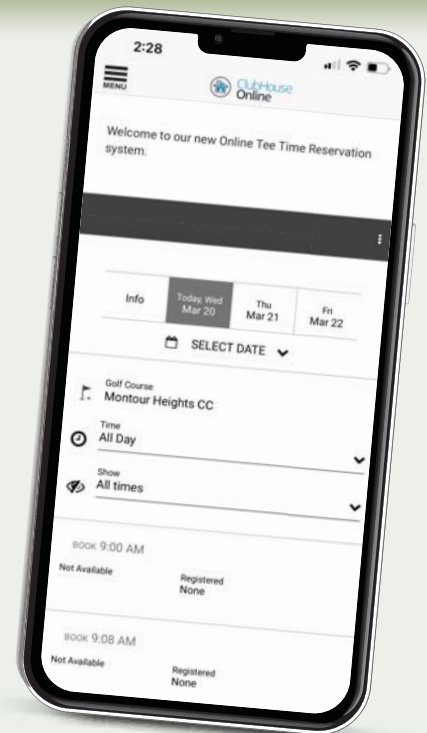 2:28
MENU
ClubHouse
Online
Welcome to our new Online Tee Time Reservation
system.
Info
Today, Wed
Mar 20
Thu
Mar 21
Fri
Mar 22
SELECT DATE
Golf Course
Montour Heights CC
Time
All Day
Show
All times
BOOK 9:00 AM
Not Available
Registered
None
BOOK 9:08 AM
Not Available
Registered
None